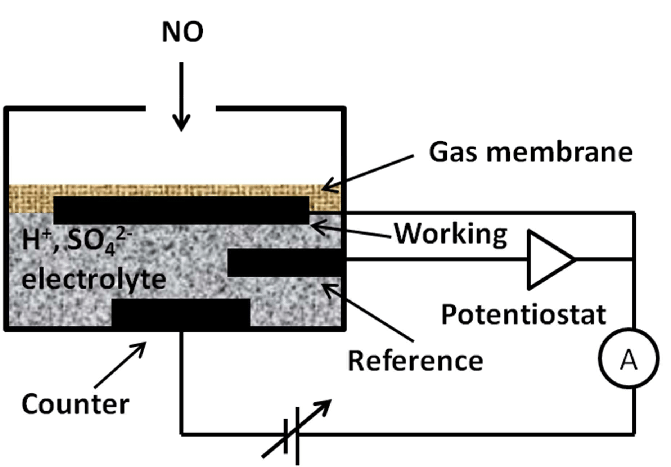 NO
Gas membrane
H⁺, SO₄²⁻
electrolyte
Working
Potentiostat
Reference
A
Counter